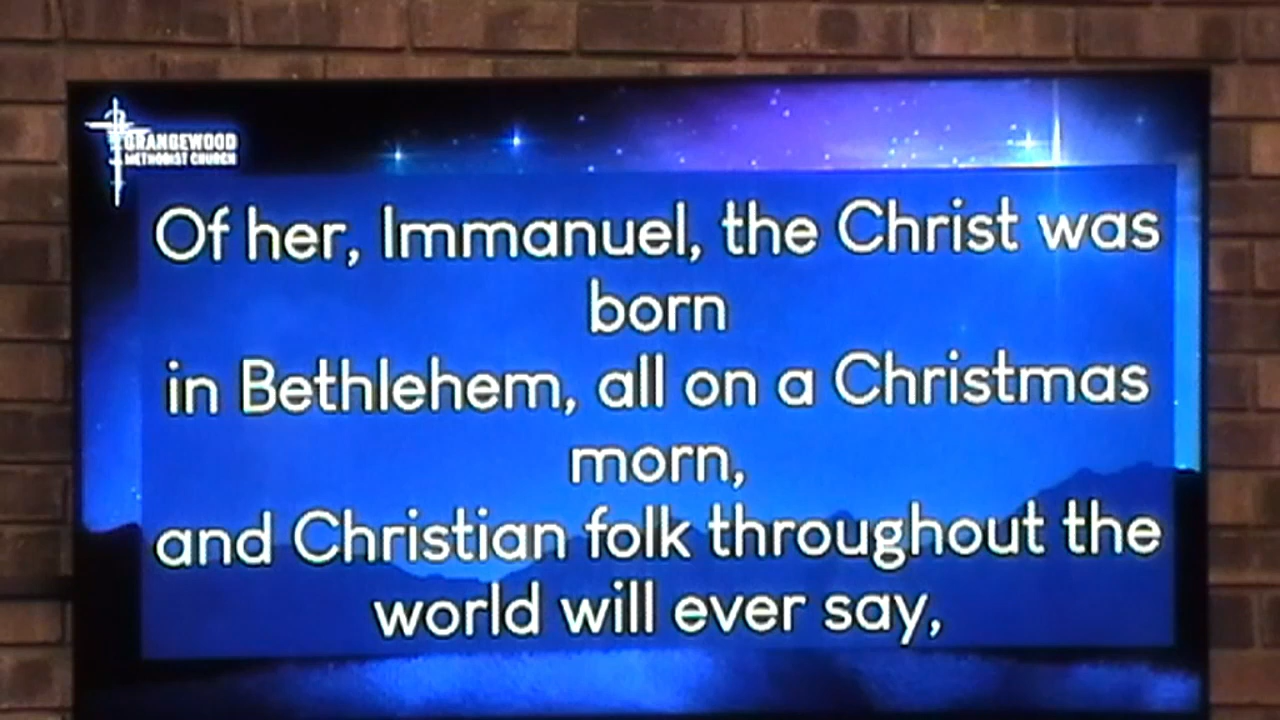 GRANGEWOOD
METHODIST CHURCH
Of her, Immanuel, the Christ was
born
in Bethlehem, all on a Christmas
morn,
and Christian folk throughout the
world will ever say,